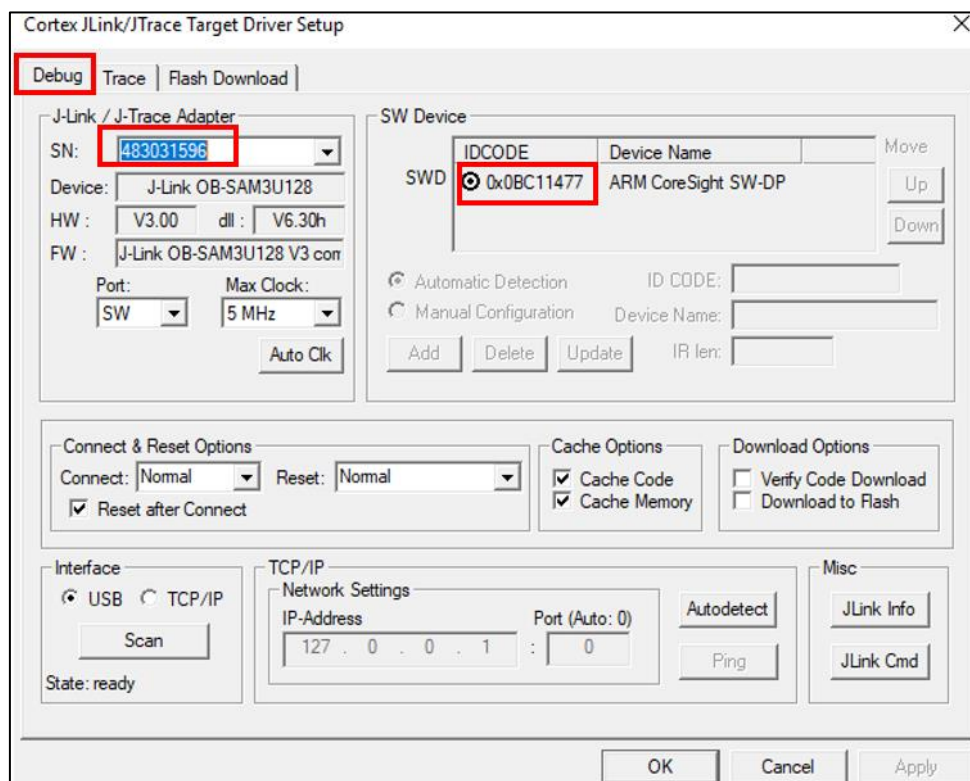 Cortex JLink/JTrace Target Driver Setup
Debug Trace Flash Download
J-Link / J-Trace Adapter
SN: 483031596
Device: J-Link OB-SAM3U128
HW : V3.00 dll : V6.30h
FW : J-Link OB-SAM3U128 V3 com
Port: Max Clock:
SW 5 MHz
Auto Clk
SW Device
IDCODE Device Name Move
SWD 0x0BC11477 ARM CoreSight SW-DP Up
Down
Automatic Detection ID CODE:
Manual Configuration Device Name:
Add Delete Update IR len:
Connect & Reset Options
Connect: Normal Reset: Normal
Reset after Connect
Cache Options
Cache Code
Cache Memory
Download Options
Verify Code Download
Download to Flash
Interface
USB TCP/IP
Scan
State: ready
TCP/IP
Network Settings
IP-Address Port (Auto: 0)
127 . 0 . 0 . 1 : 0
Autodetect
Ping
Misc
JLink Info
JLink Cmd
OK Cancel Apply